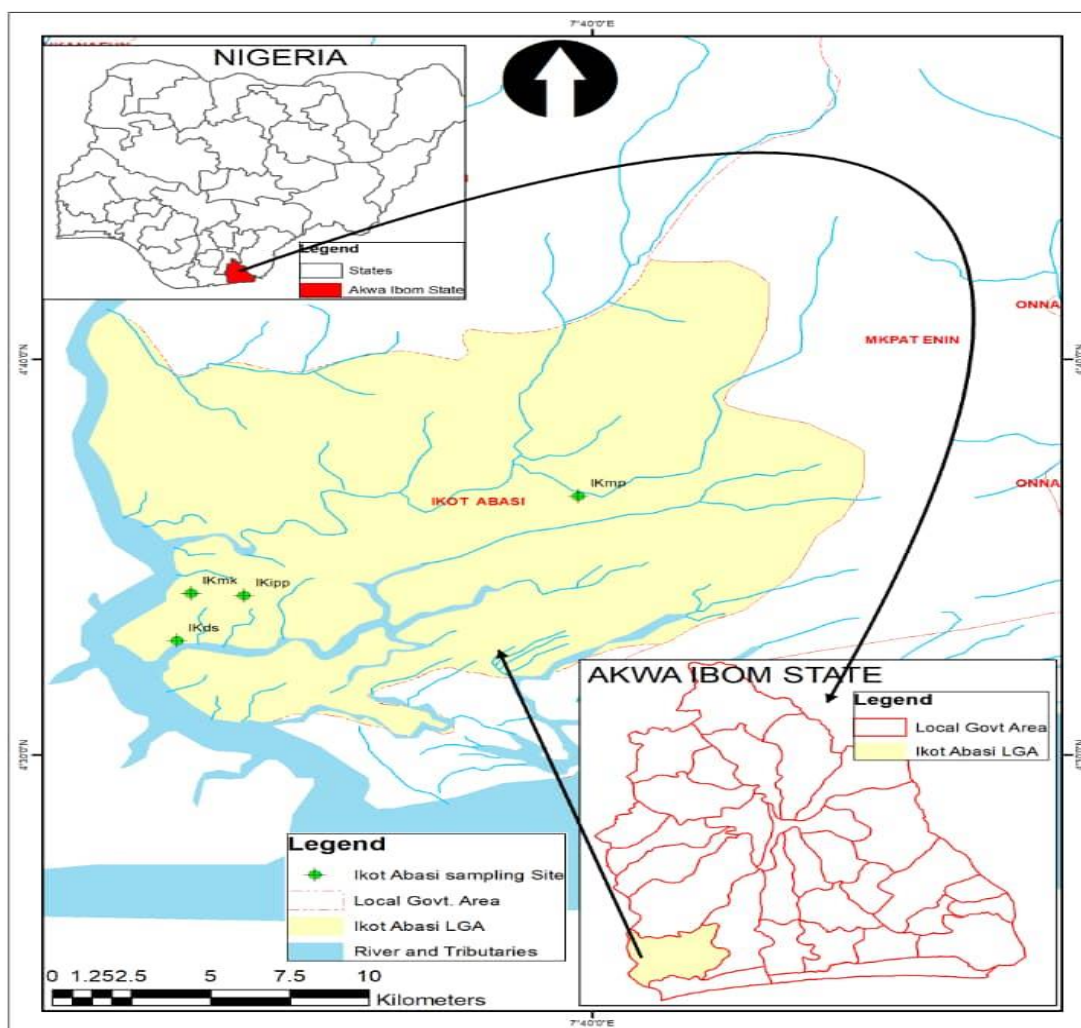 7°40'0"E
NIGERIA
Legend
States
Akwa Ibom State
ONNA
MKPAT ENIN
4°40'0"N
IKmp
IKOT ABASI
ONNA
IKmk
IKipp
IKds
AKWA IBOM STATE
Legend
Local Govt Area
Ikot Abasi LGA
Legend
Ikot Abasi sampling Site
Local Govt. Area
Ikot Abasi LGA
River and Tributaries
0 1.252.5 5 7.5 10
Kilometers
7°40'0"E